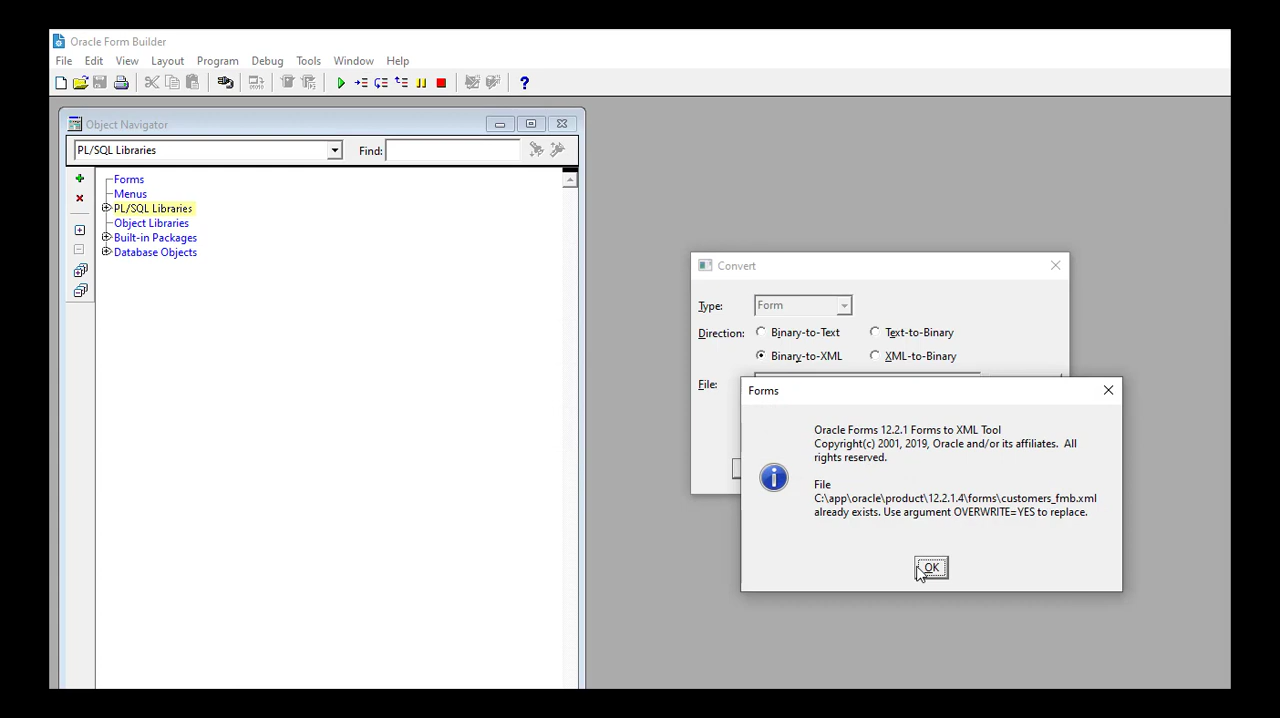 Oracle Form Builder
File Edit View Layout Program Debug Tools Window Help
Object Navigator
PL/SQL Libraries
Find:
Forms
Menus
PL/SQL Libraries
Object Libraries
Built-in Packages
Database Objects
Convert
Type: Form
Direction: Binary-to-Text Text-to-Binary
Binary-to-XML XML-to-Binary
File:
Forms
Oracle Forms 12.2.1 Forms to XML Tool
Copyright(c) 2001, 2019, Oracle and/or its affiliates. All
rights reserved.
File
C:\app\oracle\product\12.2.1.4\forms\customers_fmb.xml
already exists. Use argument OVERWRITE=YES to replace.
OK